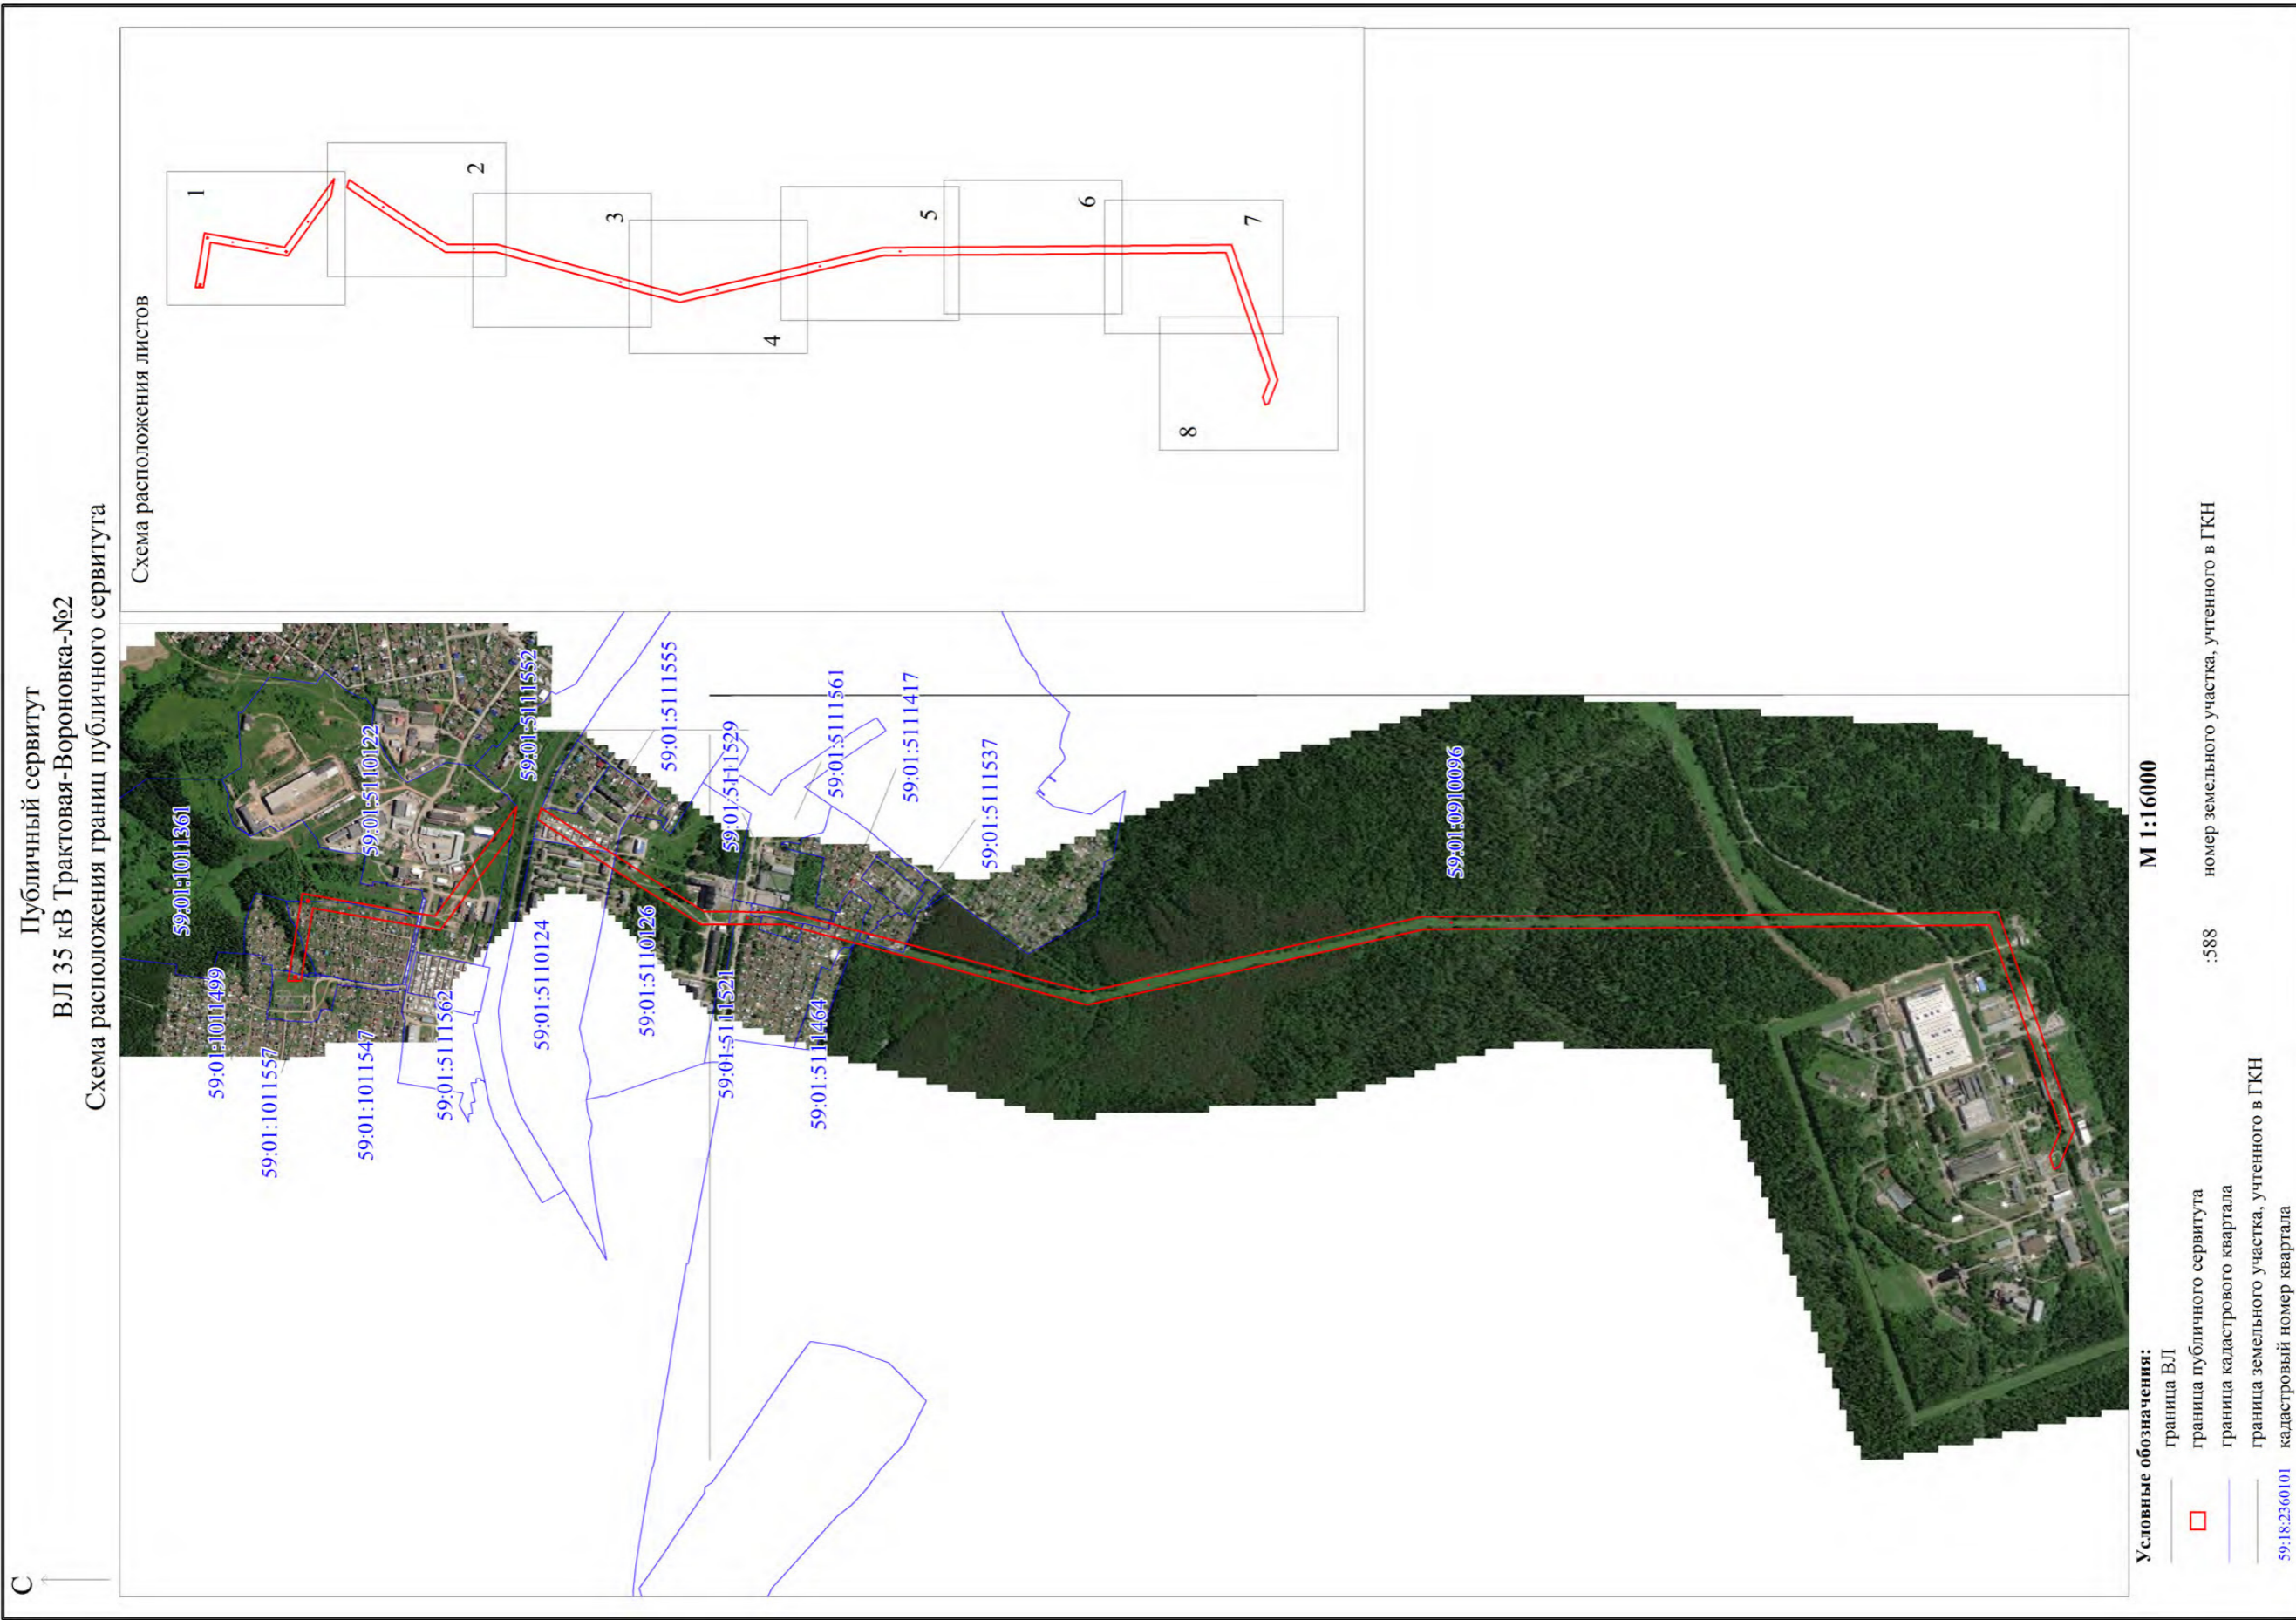 С
Публичный сервитут
ВЛ 35 кВ Трактовая-Вороновка-№2
Схема расположения границ публичного сервитута
Схема расположения листов
1
2
3
4
5
6
7
8
59:01:1011361
59:01:1011499
59:01:1011557
59:01:1011547
59:01:5110122
59:01:5111562
59:01:5111552
59:01:5110124
59:01:5110126
59:01:5111555
59:01:5111529
59:01:5111521
59:01:5111464
59:01:5111561
59:01:5111417
59:01:5111537
59:01:0910096
М 1:16000
Условные обозначения:
граница ВЛ
граница публичного сервитута
граница кадастрового квартала
граница земельного участка, учтенного в ГКН
59:18:2360101 кадастровый номер квартала
:588 номер земельного участка, учтенного в ГКН